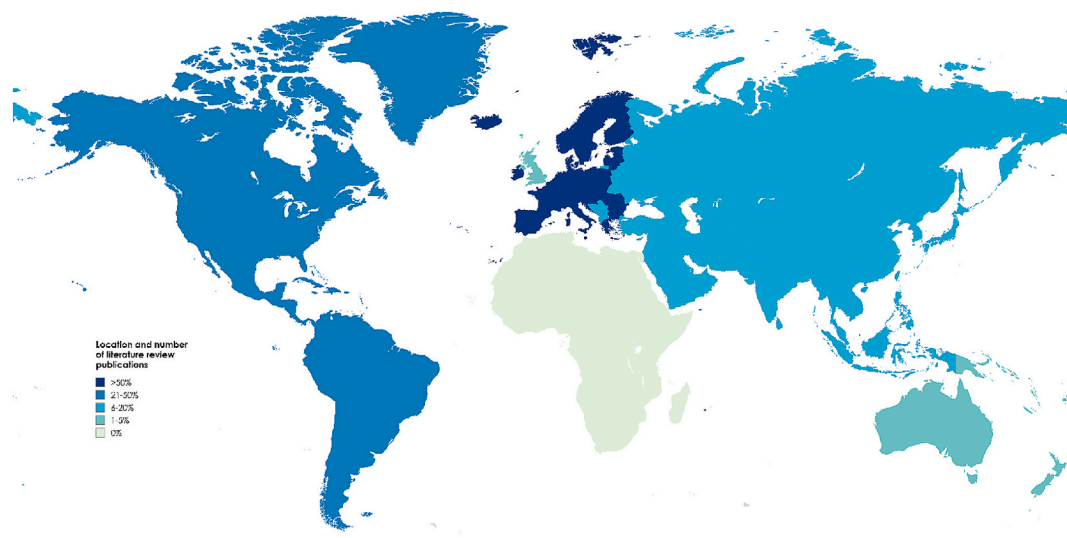 Location and number
of literature review
publications
>50%
21-50%
6-20%
1-5%
0%